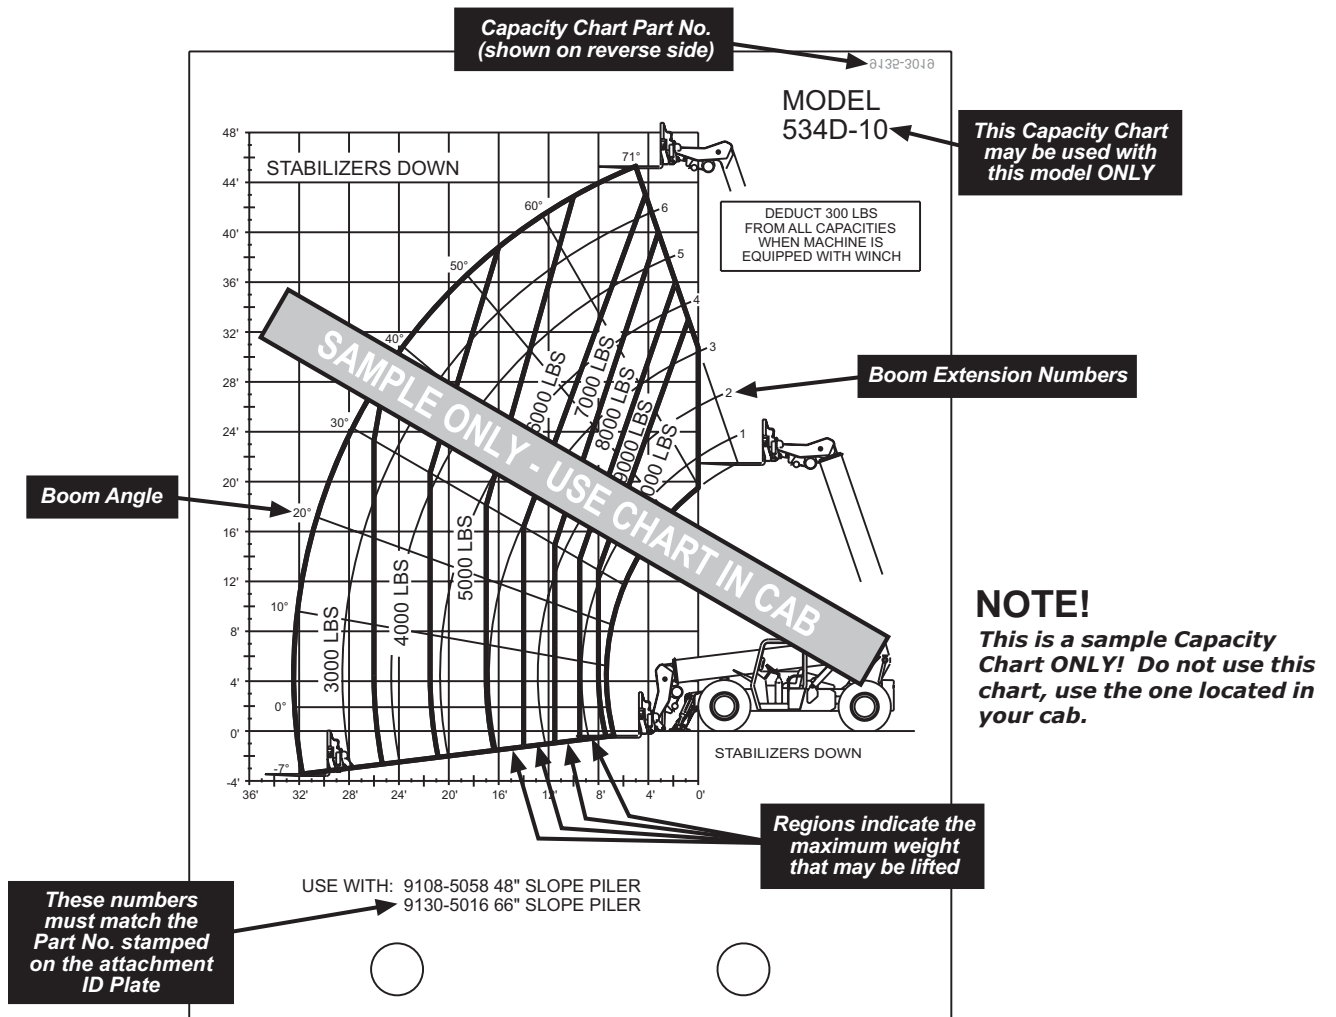 Capacity Chart Part No.
(shown on reverse side)
9135-3019
MODEL
534D-10
This Capacity Chart
may be used with
this model ONLY
48'
44'
40'
36'
32'
28'
24'
20'
16'
12'
8'
4'
0'
-4'
STABILIZERS DOWN
71°
60°
50°
40°
30°
20°
10°
0°
-7°
6
5
4
3
2
1
DEDUCT 300 LBS
FROM ALL CAPACITIES
WHEN MACHINE IS
EQUIPPED WITH WINCH
Boom Extension Numbers
Boom Angle
SAMPLE ONLY - USE CHART IN CAB
3000 LBS
4000 LBS
5000 LBS
6000 LBS
7000 LBS
8000 LBS
9000 LBS
000 LBS
NOTE!
This is a sample Capacity
Chart ONLY! Do not use this
chart, use the one located in
your cab.
STABILIZERS DOWN
36'
32'
28'
24'
20'
16'
12'
8'
4'
0'
Regions indicate the
maximum weight
that may be lifted
These numbers
must match the
Part No. stamped
on the attachment
ID Plate
USE WITH: 9108-5058 48" SLOPE PILER
9130-5016 66" SLOPE PILER